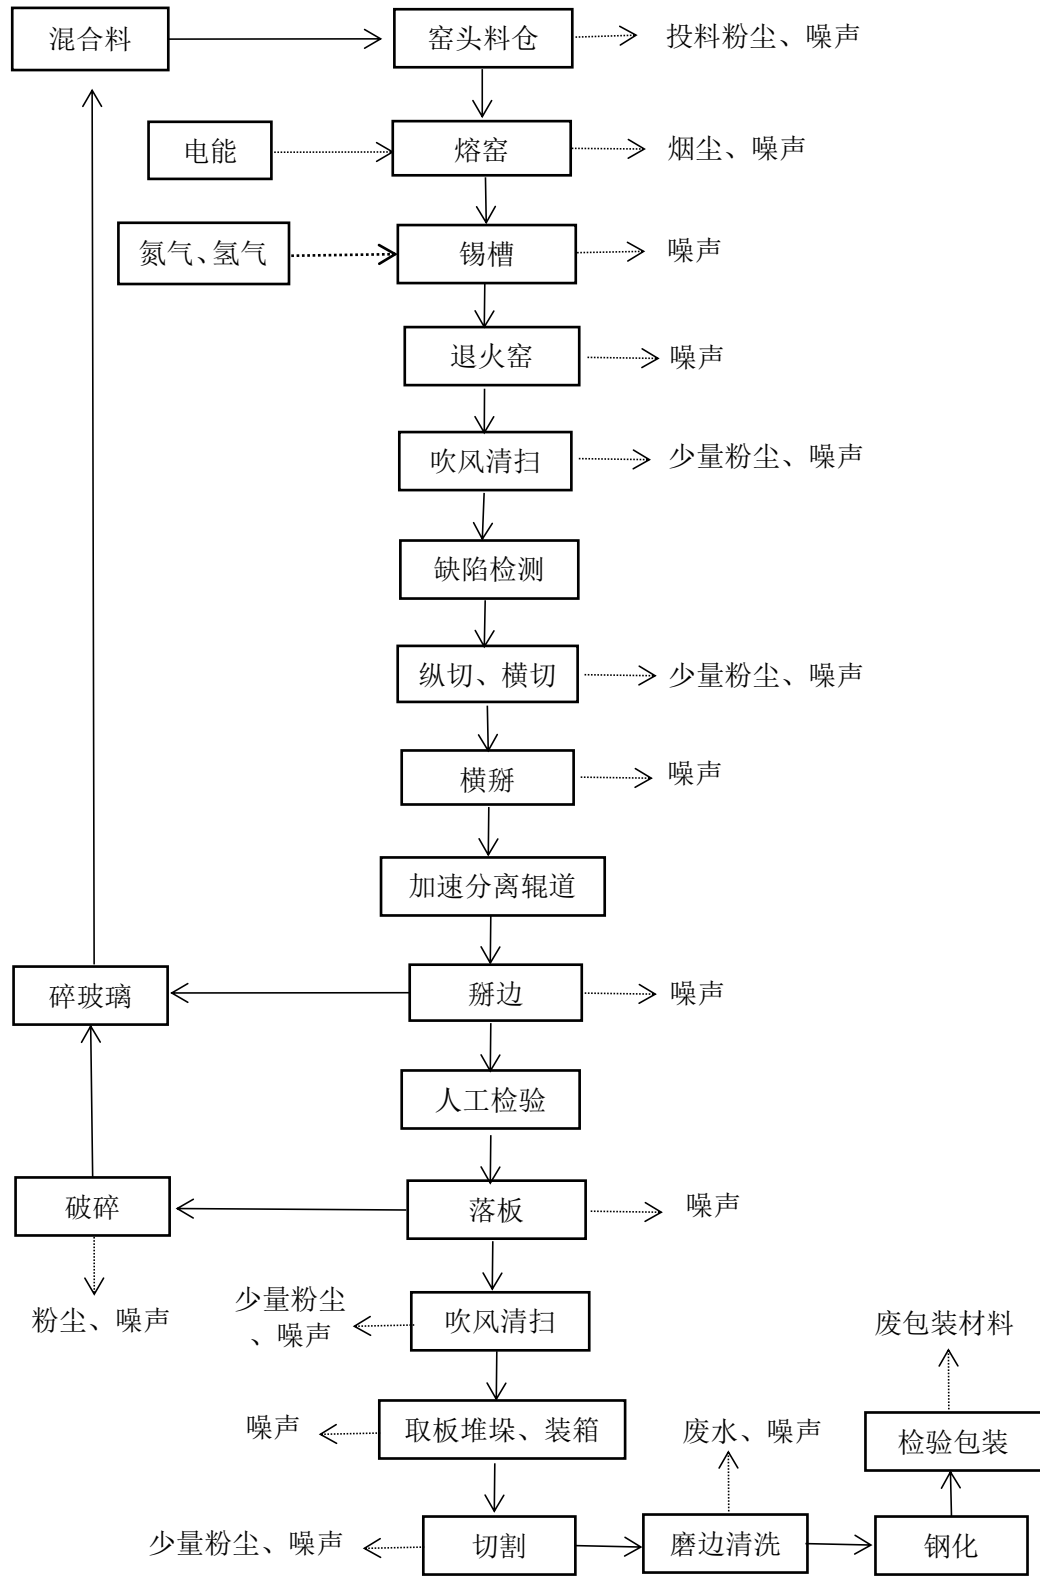 混合料
窑头料仓
投料粉尘、噪声
电能
熔窑
烟尘、噪声
氮气、氢气
锡槽
噪声
退火窑
噪声
吹风清扫
少量粉尘、噪声
缺陷检测
纵切、横切
少量粉尘、噪声
横掰
噪声
加速分离辊道
碎玻璃
掰边
噪声
人工检验
破碎
落板
噪声
粉尘、噪声
少量粉尘
、噪声
吹风清扫
废包装材料
噪声
取板堆垛、装箱
废水、噪声
检验包装
少量粉尘、噪声
切割
磨边清洗
钢化